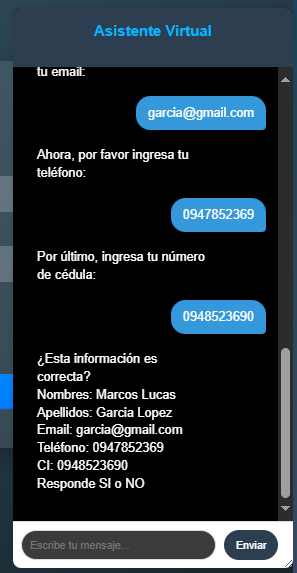 Asistente Virtual
tu email:
garcia@gmail.com
Ahora, por favor ingresa tu
teléfono:
0947852369
Por último, ingresa tu número
de cédula:
0948523690
¿Esta información es
correcta?
Nombres: Marcos Lucas
Apellidos: Garcia Lopez
Email: garcia@gmail.com
Teléfono: 0947852369
CI: 0948523690
Responde SI o NO
Escribe tu mensaje...
Enviar